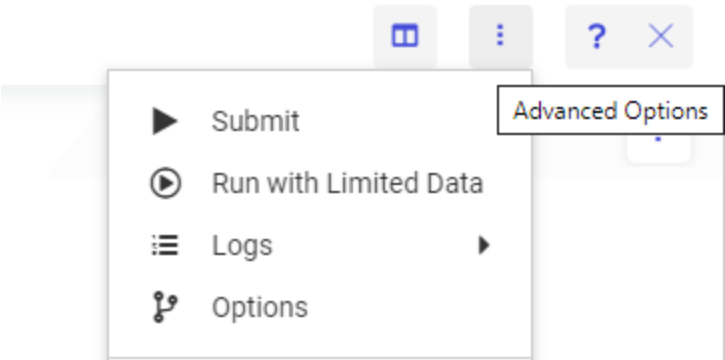 ?
Advanced Options
Submit
Run with Limited Data
Logs
Options